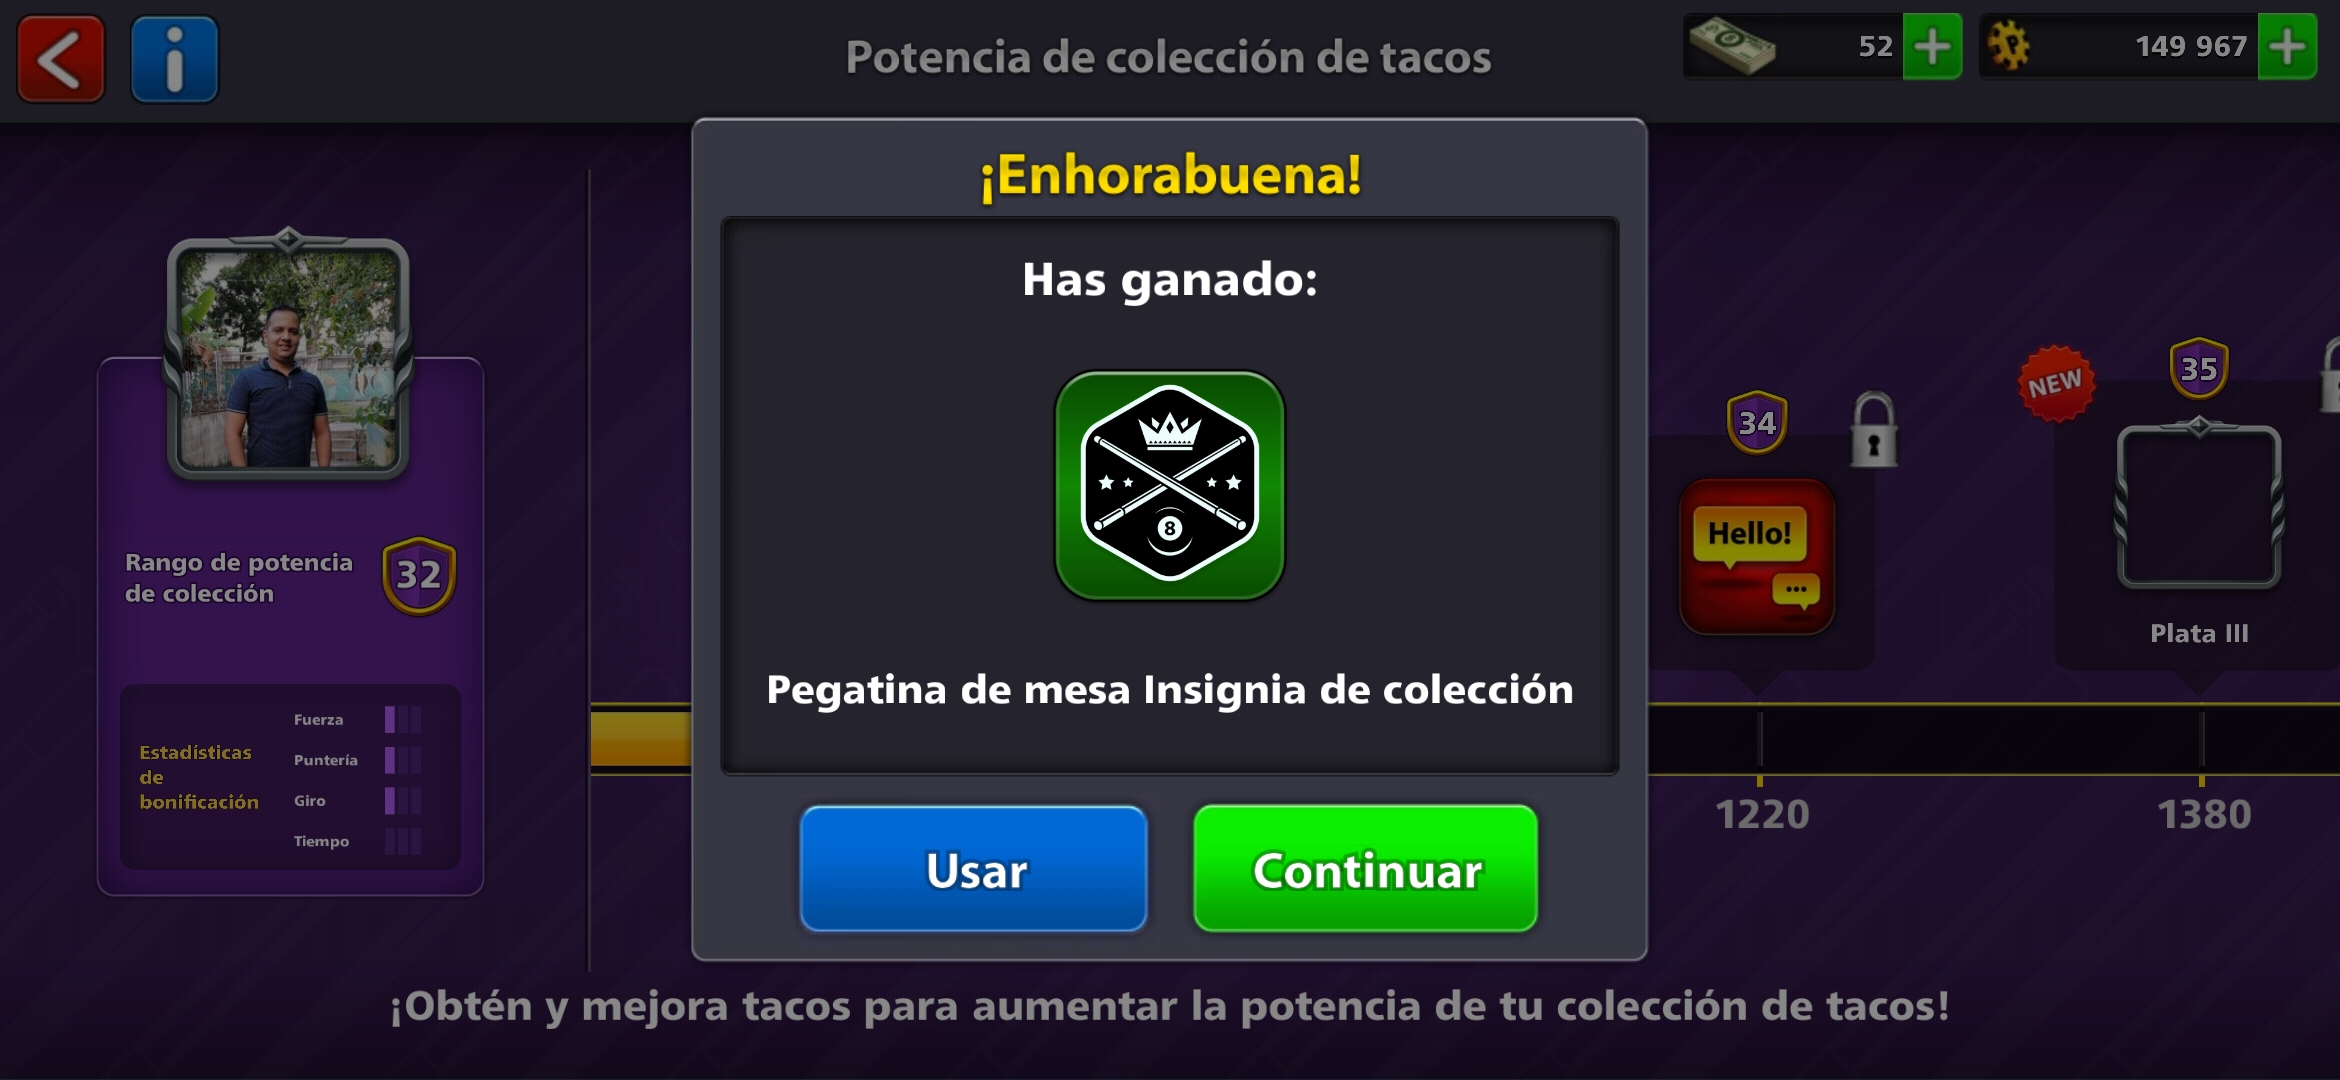 Potencia de colección de tacos
52
149 967
¡Enhorabuena!
Has ganado:
8
Pegatina de mesa Insignia de colección
Usar
Continuar
Rango de potencia
de colección
32
Estadísticas
de
bonificación
Fuerza
Puntería
Giro
Tiempo
34
Hello!
NEW
35
Plata III
1220
1380
¡Obtén y mejora tacos para aumentar la potencia de tu colección de tacos!